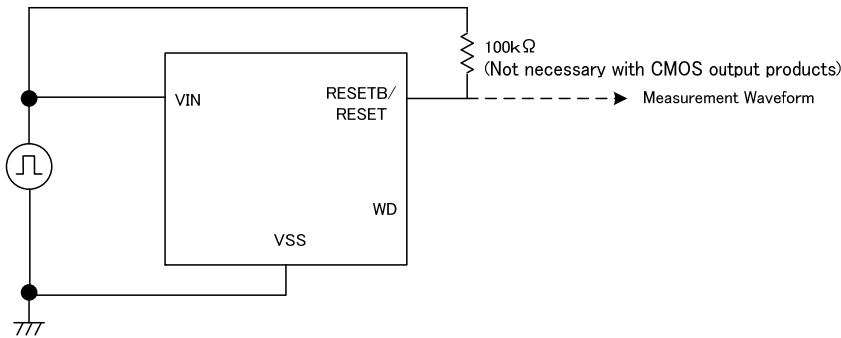 100kΩ
(Not necessary with CMOS output products)
VIN
RESETB/
RESET
Measurement Waveform
WD
VSS